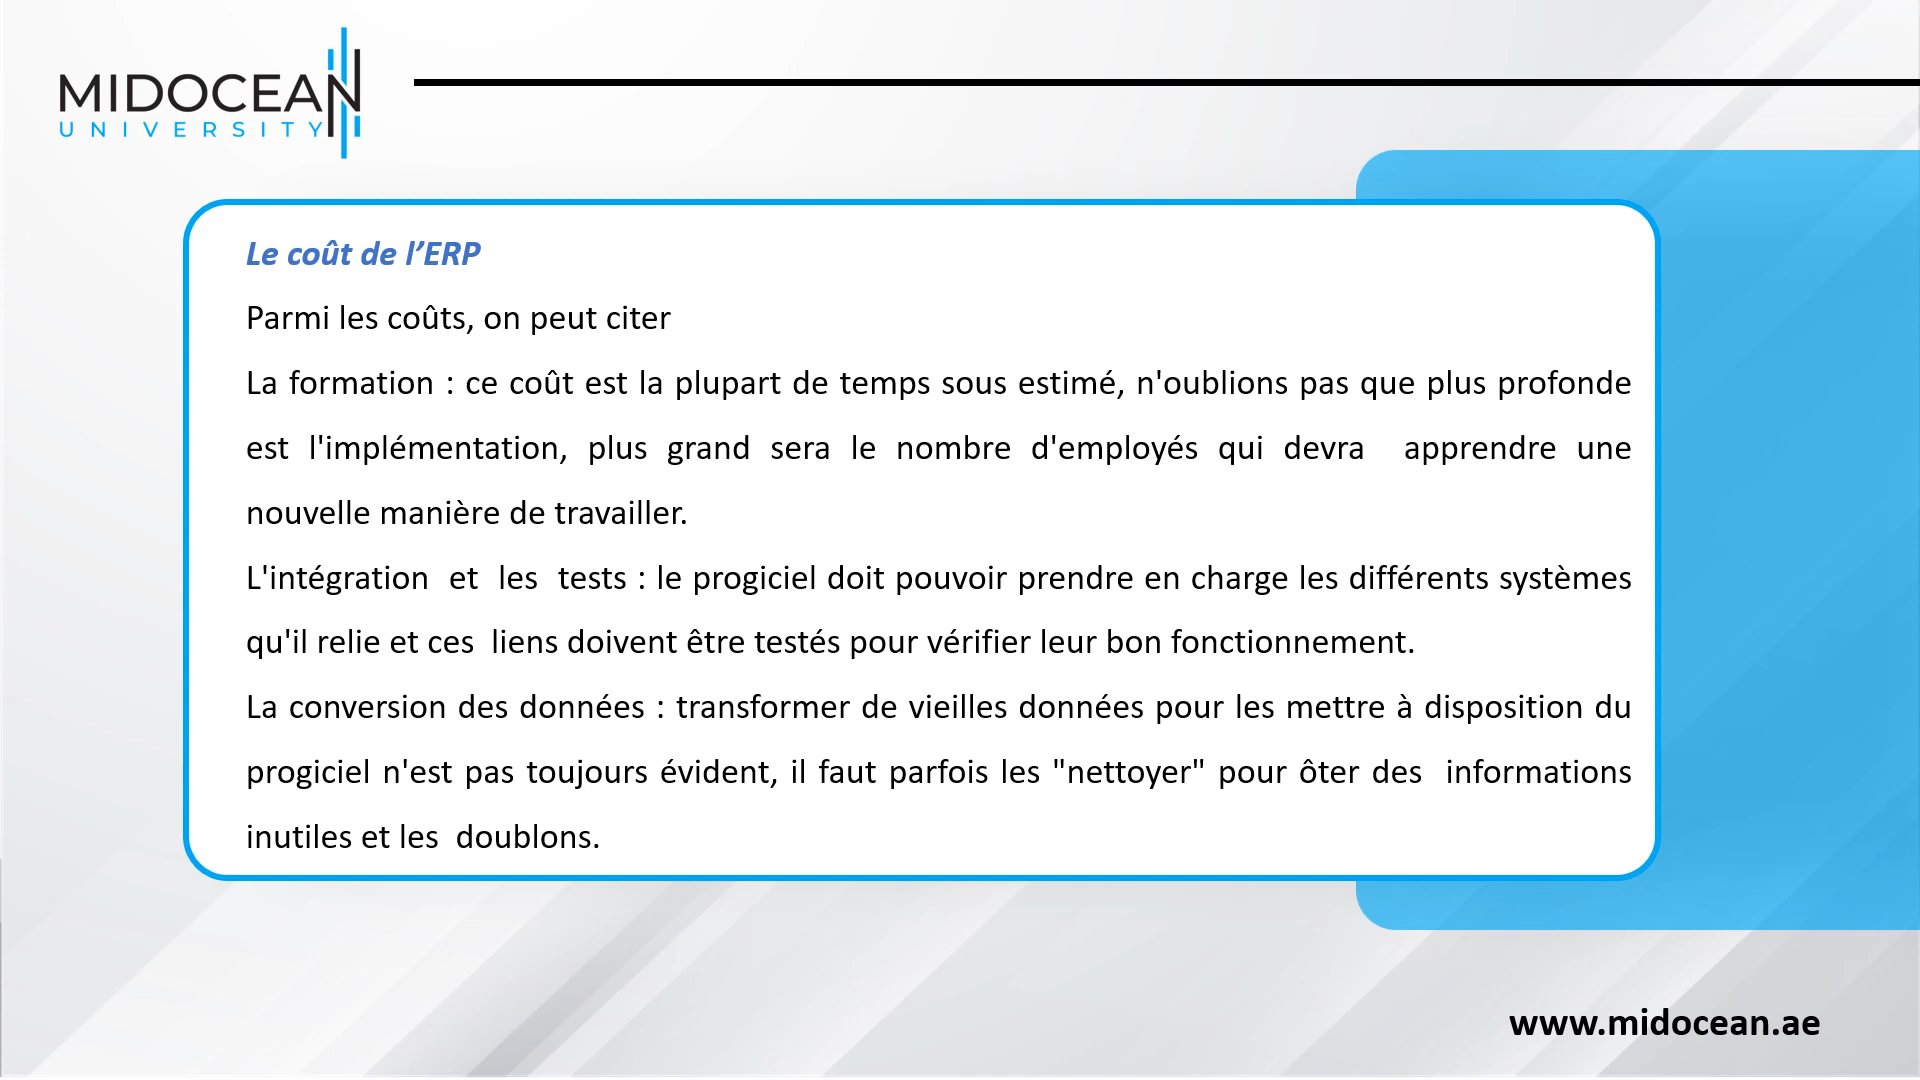 MIDOCEAN
UNIVERSITY
Le coût de l’ERP
Parmi les coûts, on peut citer
La formation : ce coût est la plupart de temps sous estimé, n'oublions pas que plus profonde
est l'implémentation, plus grand sera le nombre d'employés qui devra apprendre une
nouvelle manière de travailler.
L'intégration et les tests : le progiciel doit pouvoir prendre en charge les différents systèmes
qu'il relie et ces liens doivent être testés pour vérifier leur bon fonctionnement.
La conversion des données : transformer de vieilles données pour les mettre à disposition du
progiciel n'est pas toujours évident, il faut parfois les "nettoyer" pour ôter des informations
inutiles et les doublons.
www.midocean.ae